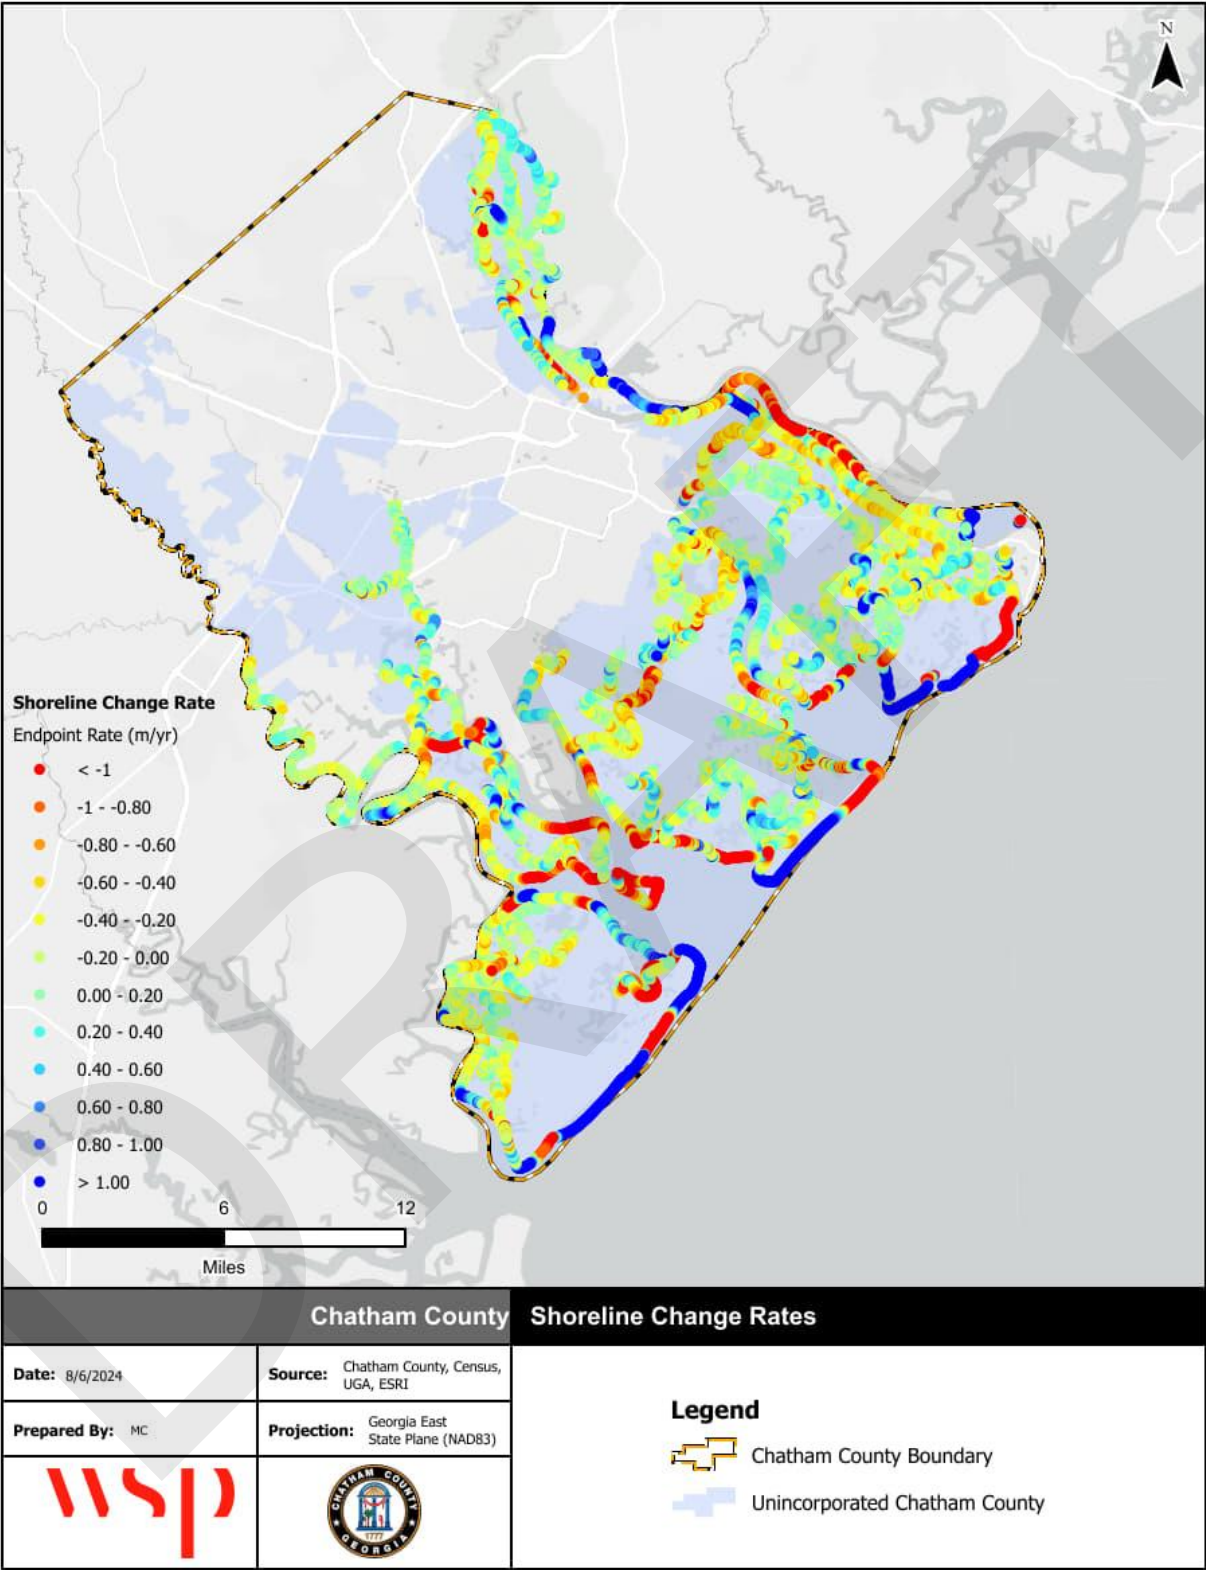 N
DRAFT
Shoreline Change Rate
Endpoint Rate (m/yr)
< -1
-1 - -0.80
-0.80 - -0.60
-0.60 - -0.40
-0.40 - -0.20
-0.20 - 0.00
0.00 - 0.20
0.20 - 0.40
0.40 - 0.60
0.60 - 0.80
0.80 - 1.00
> 1.00
0 6 12
Miles
Chatham County Shoreline Change Rates
Date: 8/6/2024
Source: Chatham County, Census,
UGA, ESRI
Prepared By: MC
Projection: Georgia East
State Plane (NAD83)
wsp
CHATHAM COUNTY
1777
GEORGIA
Legend
Chatham County Boundary
Unincorporated Chatham County